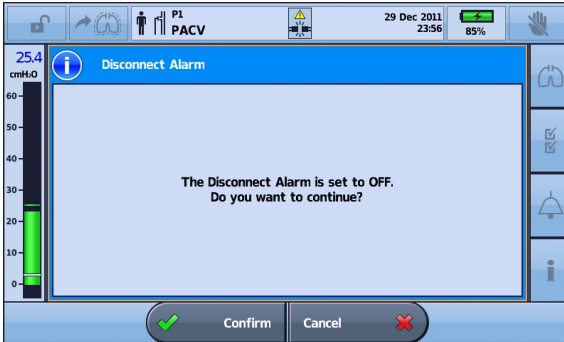 P1
PACV
29 Dec 2011
23:56
85%
25.4
cmH₂O
Disconnect Alarm
60
50
40
30
20
10
0
The Disconnect Alarm is set to OFF.
Do you want to continue?
i
Confirm
Cancel